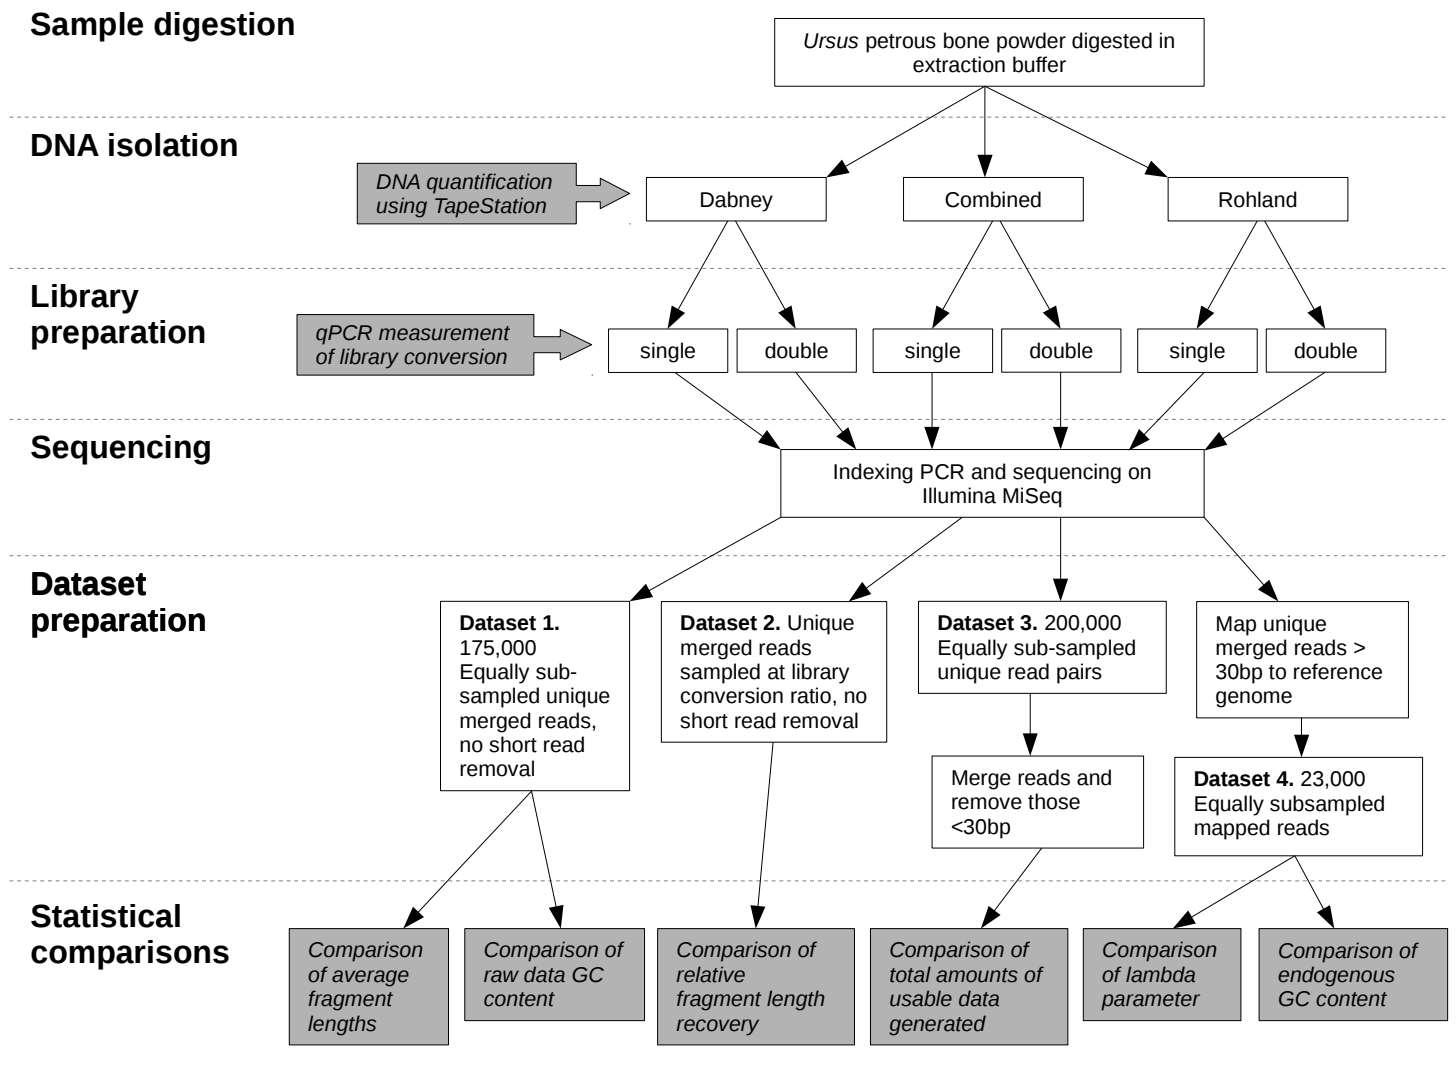 Sample digestion
Ursus petrous bone powder digested in
extraction buffer
DNA isolation
DNA quantification
using TapeStation
Dabney
Combined
Rohland
Library
preparation
qPCR measurement
of library conversion
single
double
single
double
single
double
Sequencing
Indexing PCR and sequencing on
Illumina MiSeq
Dataset
preparation
Dataset 1.
175,000
Equally sub-
sampled unique
merged reads,
no short read
removal
Dataset 2. Unique
merged reads
sampled at library
conversion ratio, no
short read removal
Dataset 3. 200,000
Equally sub-sampled
unique read pairs
Map unique
merged reads >
30bp to reference
genome
Merge reads and
remove those
<30bp
Dataset 4. 23,000
Equally subsampled
mapped reads
Statistical
comparisons
Comparison
of average
fragment
lengths
Comparison of
raw data GC
content
Comparison of
relative
fragment length
recovery
Comparison of
total amounts of
usable data
generated
Comparison
of lambda
parameter
Comparison of
endogenous
GC content